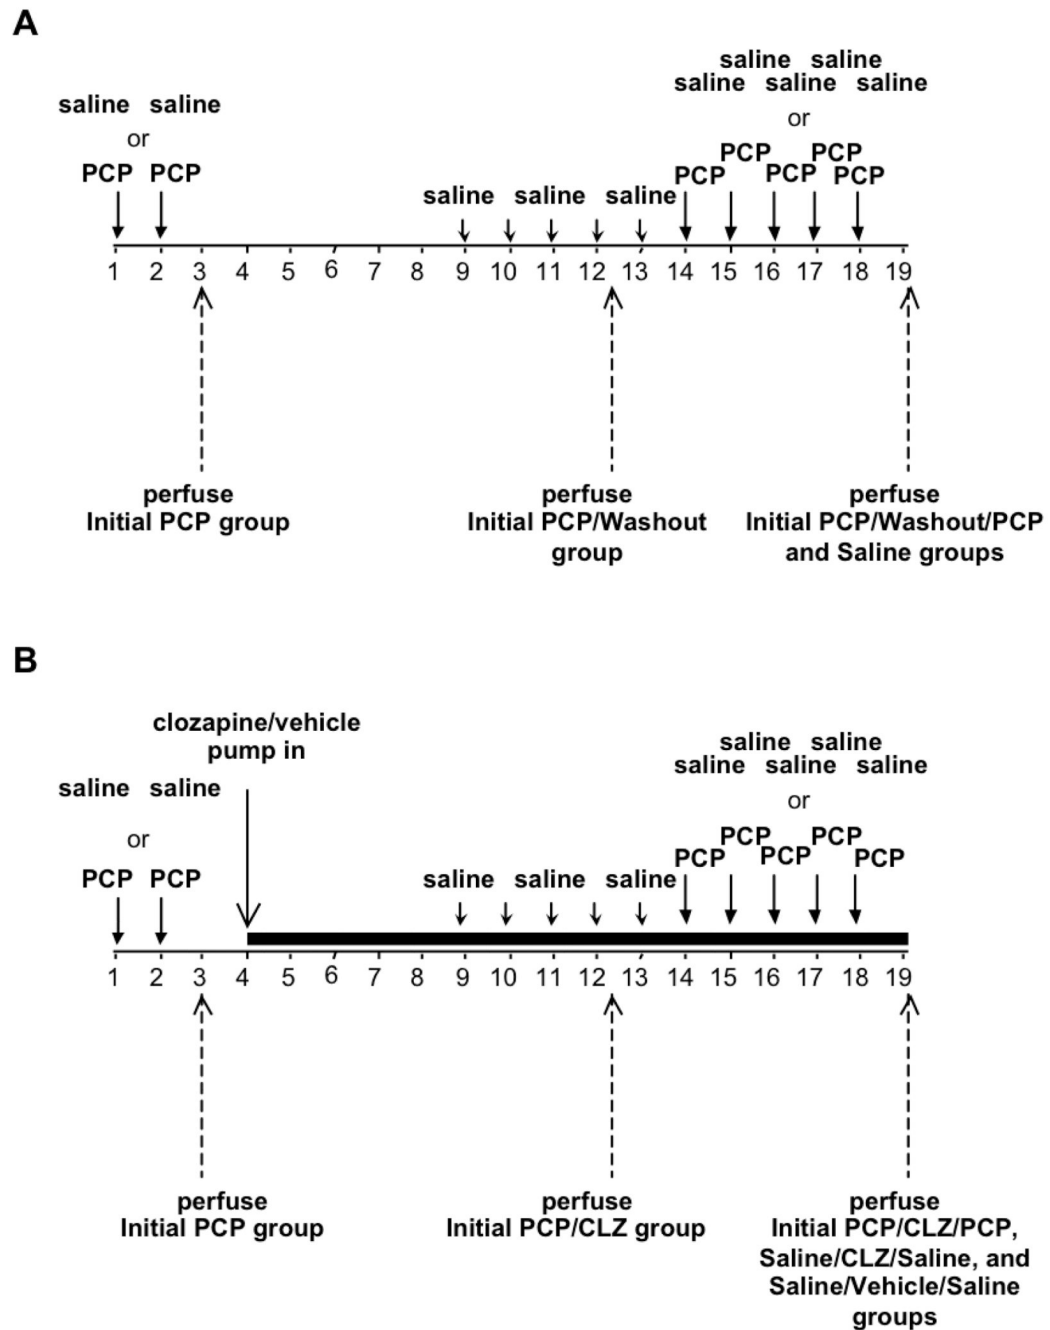 A
saline saline
saline saline saline
saline saline
or
or
PCP PCP
PCP PCP
PCP PCP PCP
saline saline saline
1 2 3 4 5 6 7 8 9 10 11 12 13 14 15 16 17 18 19
perfuse
Initial PCP group
perfuse
Initial PCP/Washout
group
perfuse
Initial PCP/Washout/PCP
and Saline groups
B
clozapine/vehicle
pump in
saline saline
saline saline saline
saline saline
or
or
PCP PCP
PCP PCP PCP
PCP PCP
saline saline saline
1 2 3 4 5 6 7 8 9 10 11 12 13 14 15 16 17 18 19
perfuse
Initial PCP group
perfuse
Initial PCP/CLZ group
perfuse
Initial PCP/CLZ/PCP,
Saline/CLZ/Saline, and
Saline/Vehicle/Saline
groups